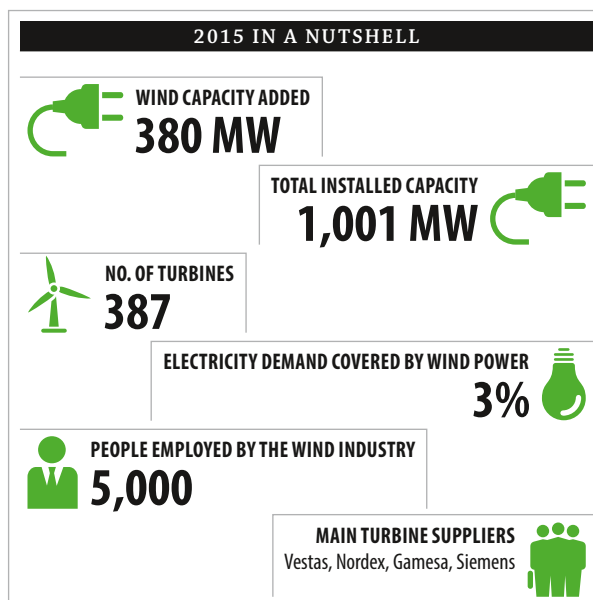 2015 IN A NUTSHELL
WIND CAPACITY ADDED
380 MW
TOTAL INSTALLED CAPACITY
1,001 MW
NO. OF TURBINES
387
ELECTRICITY DEMAND COVERED BY WIND POWER
3%
PEOPLE EMPLOYED BY THE WIND INDUSTRY
5,000
MAIN TURBINE SUPPLIERS
Vestas, Nordex, Gamesa, Siemens